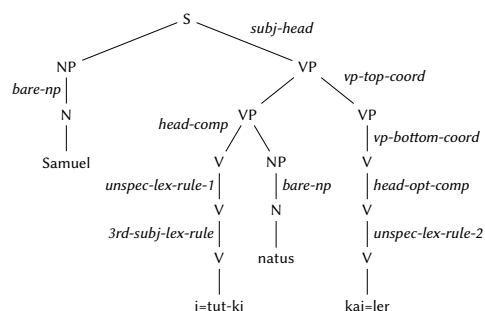 S
subj-head
NP VP
bare-np vp-top-coord
N VP VP
head-comp vp-bottom-coord
Samuel V NP V
unspec-lex-rule-1 bare-np head-opt-comp
V N V
3rd-subj-lex-rule unspec-lex-rule-2
V natus V
i=tut-ki kai=ler